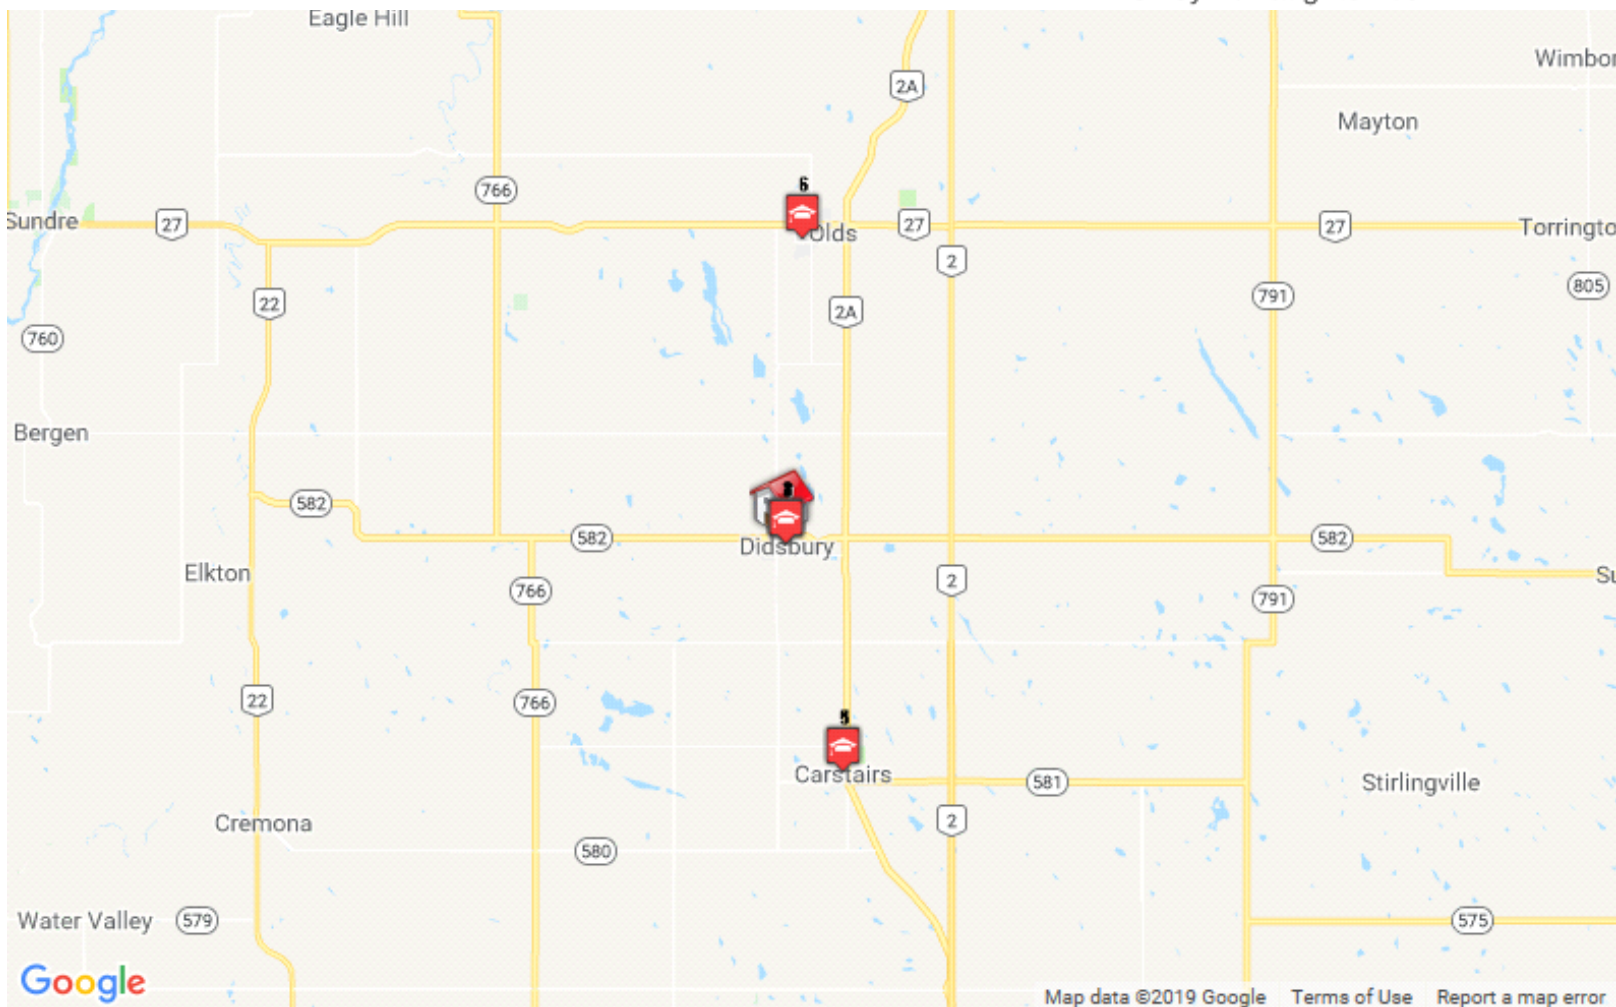 Eagle Hill
2A
Wimbor
Mayton
6
766
Sundre
27
27
27
Torringto
Olds
2
22
2A
791
805
760
Bergen
582
582
582
Didsbury
Elkton
766
2
791
Su
22
766
Carstairs
581
Stirlingville
Cremona
2
580
Water Valley
579
575
Google
Map data ©2019 Google
Terms of Use
Report a map error